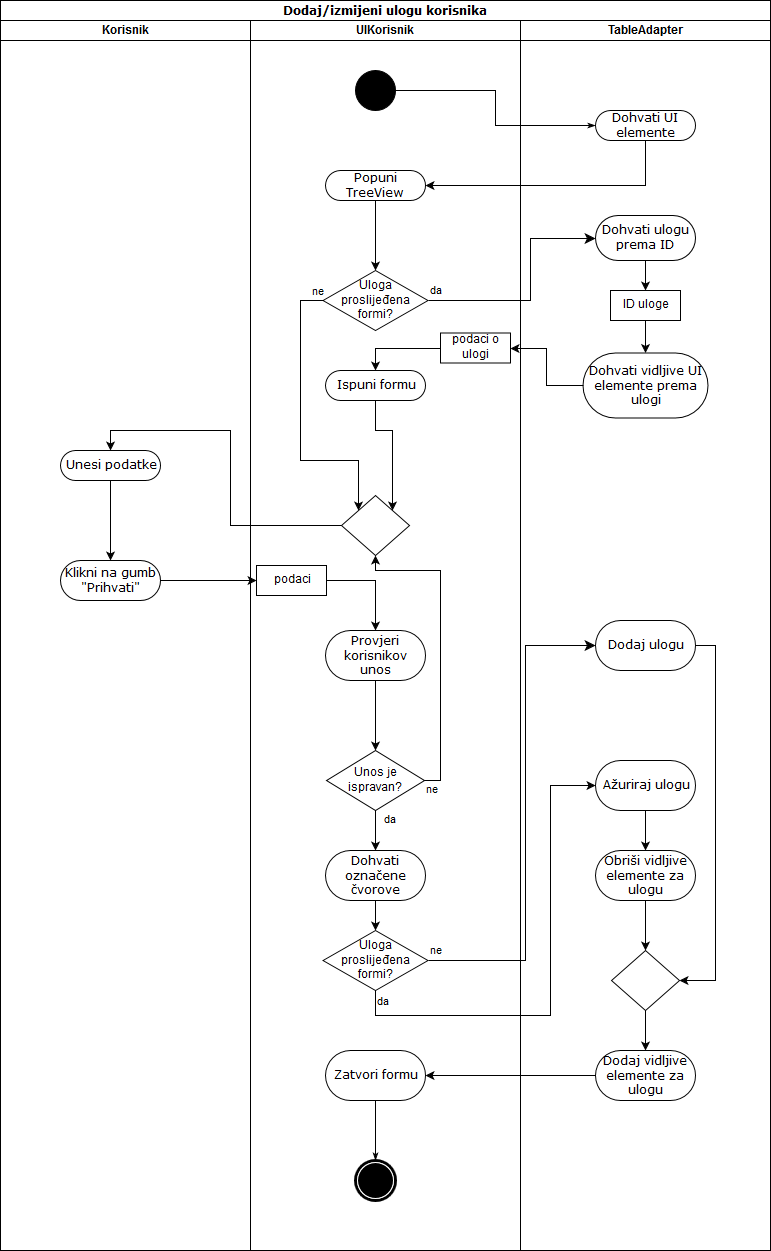 Dodaj/izmijeni ulogu korisnika
Korisnik
UIKorisnik
TableAdapter
Dohvati UI
elemente
Popuni
TreeView
Dohvati ulogu
prema ID
Uloga
proslijeđena
formi?
ne
da
ID uloge
podaci o
ulogi
Dohvati vidljive UI
elemente prema
ulogi
Ispuni formu
Unesi podatke
Klikni na gumb
"Prihvati"
podaci
Provjeri
korisnikov
unos
Dodaj ulogu
Unos je
ispravan?
ne
da
Ažuriraj ulogu
Dohvati
označene
čvorove
Obriši vidljive
elemente za
ulogu
Uloga
proslijeđena
formi?
ne
da
Zatvori formu
Dodaj vidljive
elemente za
ulogu